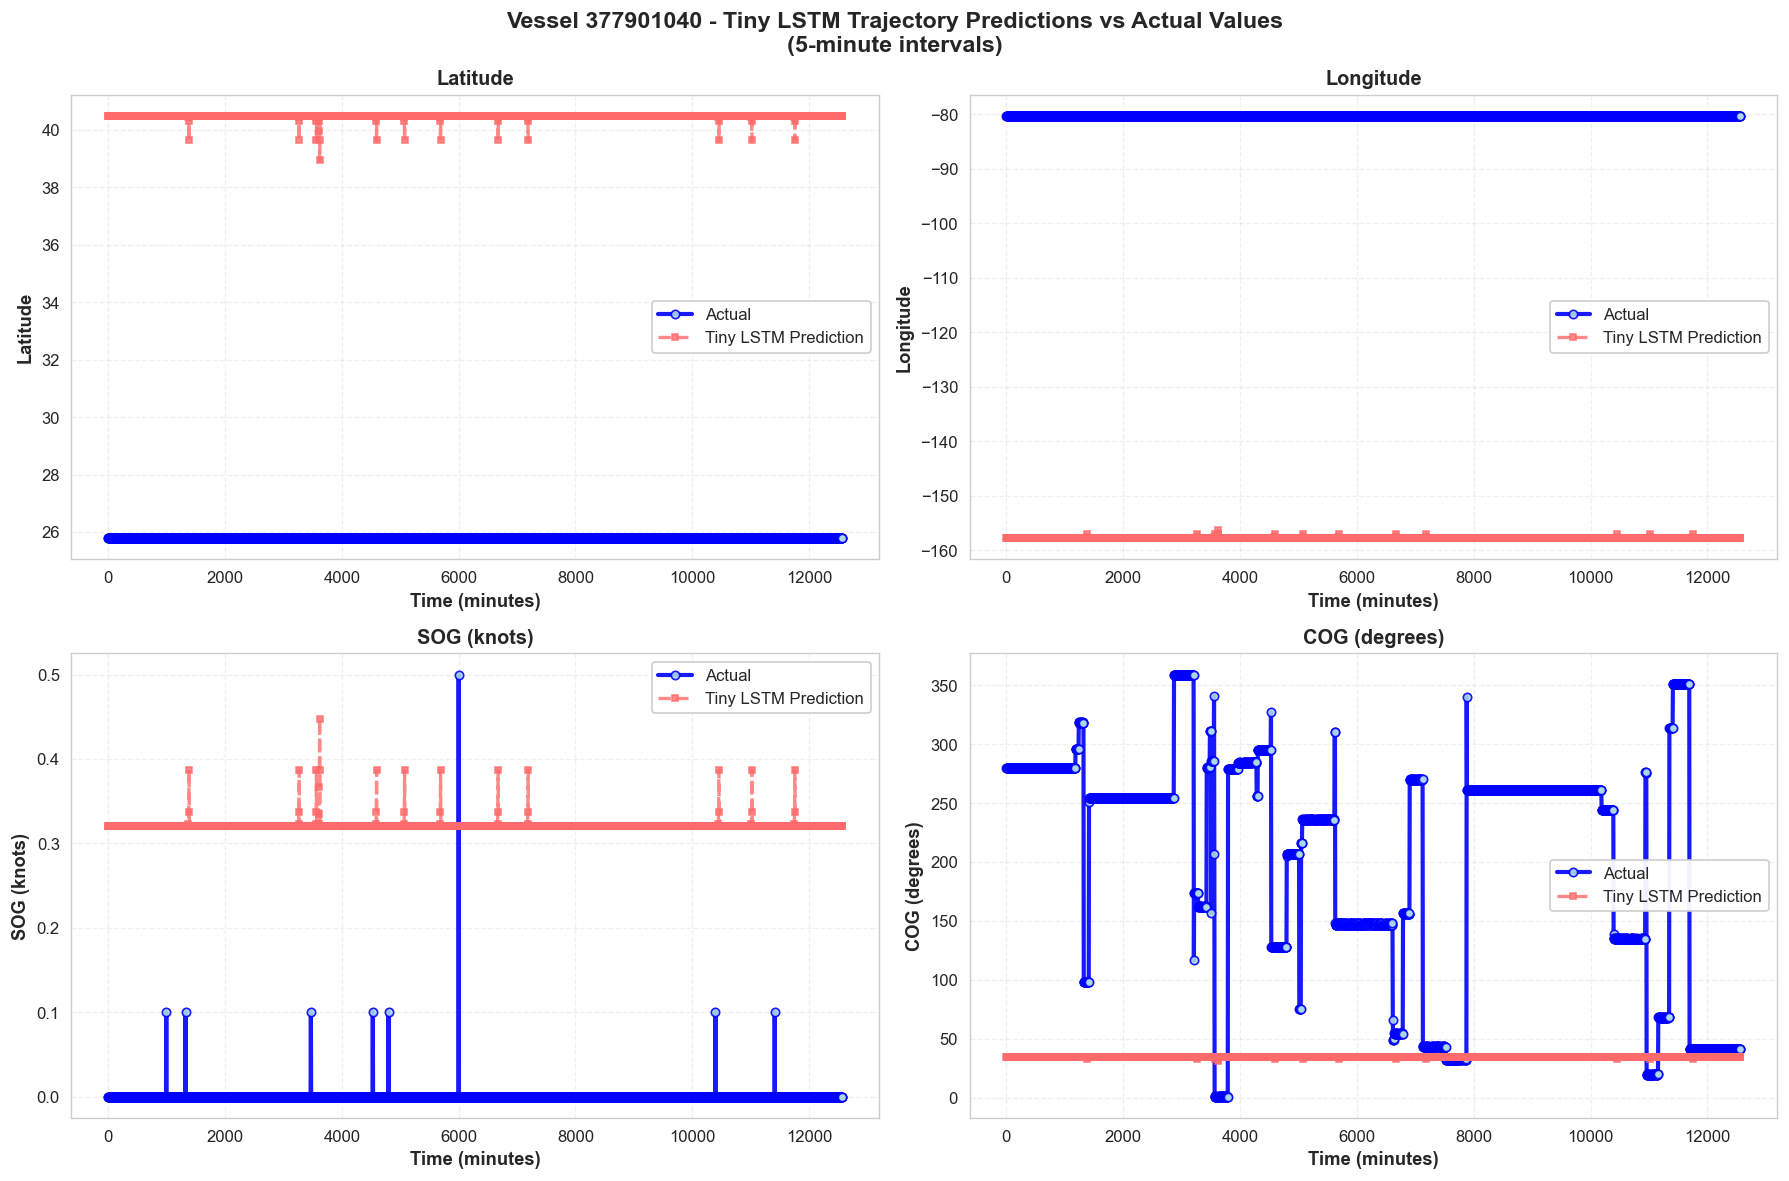 Vessel 377901040 - Tiny LSTM Trajectory Predictions vs Actual Values
(5-minute intervals)
Latitude
Latitude
40
38
36
34
32
30
28
26
Actual
Tiny LSTM Prediction
0 2000 4000 6000 8000 10000 12000
Time (minutes)
Longitude
Longitude
−80
−90
−100
−110
−120
−130
−140
−150
−160
Actual
Tiny LSTM Prediction
0 2000 4000 6000 8000 10000 12000
Time (minutes)
SOG (knots)
SOG (knots)
0.5
0.4
0.3
0.2
0.1
0.0
Actual
Tiny LSTM Prediction
0 2000 4000 6000 8000 10000 12000
Time (minutes)
COG (degrees)
COG (degrees)
350
300
250
200
150
100
50
0
Actual
Tiny LSTM Prediction
0 2000 4000 6000 8000 10000 12000
Time (minutes)